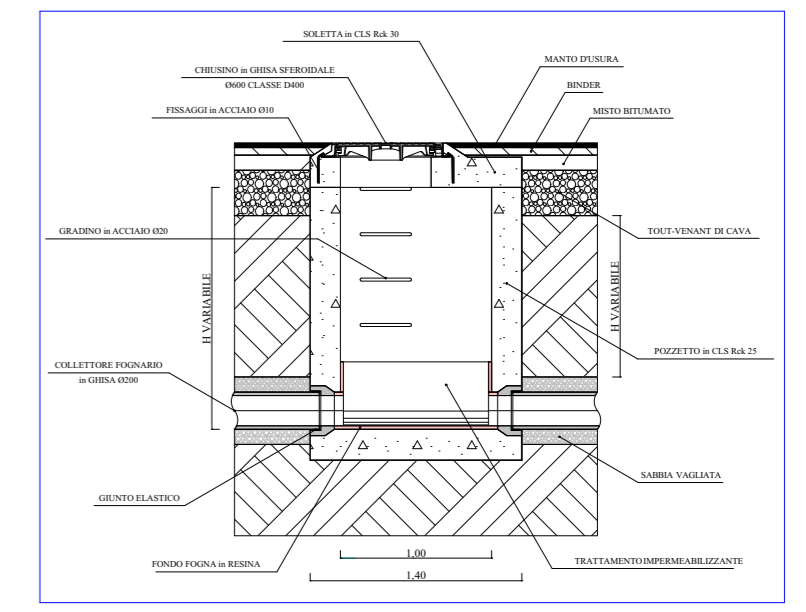 SOLETTA in CLS Rck 30
CHIUSINO in GHISA SFEROIDALE
Ø600 CLASSE D400
FISSAGGI in ACCIAIO Ø10
MANTO D'USURA
BINDER
MISTO BITUMATO
GRADINO in ACCIAIO Ø20
TOUT-VENANT DI CAVA
H VARIABILE
H VARIABILE
POZZETTO in CLS Rck 25
COLLETTORE FOGNARIO
in GHISA Ø200
SABBIA VAGLIATA
GIUNTO ELASTICO
FONDO FOGNA in RESINA
TRATTAMENTO IMPERMEABILIZZANTE
1,00
1,40